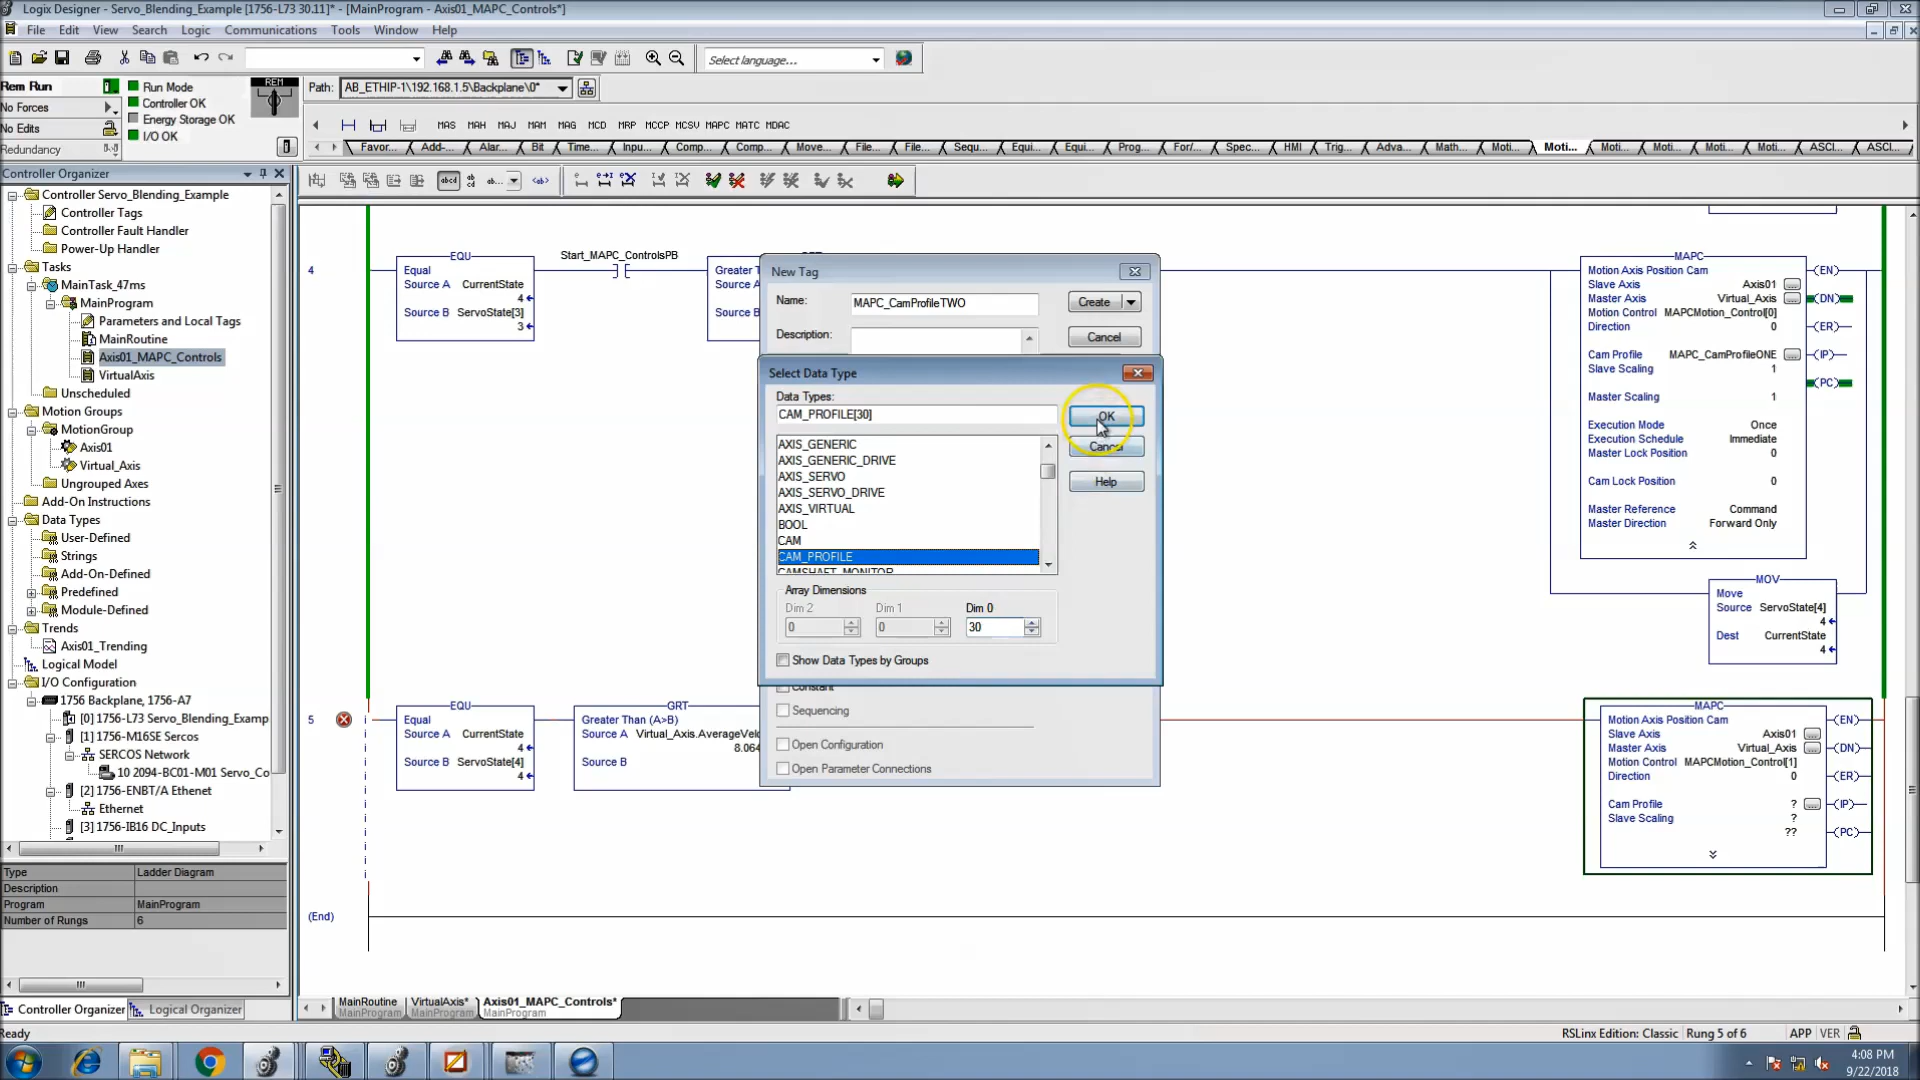 Logix Designer - Servo_Blending_Example [1756-L73 30.11]* - [MainProgram - Axis01_MAPC_Controls*]
File Edit View Search Logic Communications Tools Window Help
Select language...
Rem Run
No Forces
No Edits
Redundancy
Run Mode
Controller OK
Energy Storage OK
I/O OK
REM
Path: AB_ETHIP-1\192.168.1.5\Backplane\0*
MAS MAH MAJ MAM MAG MCD MRP MCCP MCSV MAPC MATC MDAC
Favor... Add-... Alar... Bit Time... Inpu... Comp... Comp... Move... File... File... Sequ... Equi... Equi... Prog... For/... Spec... HMI Trig... Adva... Math... Moti... Moti... Moti... Moti... Moti... Moti... ASCI... ASCI...
Controller Organizer
Controller Servo_Blending_Example
Controller Tags
Controller Fault Handler
Power-Up Handler
Tasks
MainTask_47ms
MainProgram
Parameters and Local Tags
MainRoutine
Axis01_MAPC_Controls
VirtualAxis
Unscheduled
Motion Groups
MotionGroup
Axis01
Virtual_Axis
Ungrouped Axes
Add-On Instructions
Data Types
User-Defined
Strings
Add-On-Defined
Predefined
Module-Defined
Trends
Axis01_Trending
Logical Model
I/O Configuration
1756 Backplane, 1756-A7
[0] 1756-L73 Servo_Blending_Examp
[1] 1756-M16SE Sercos
SERCOS Network
10 2094-BC01-M01 Servo_Co
[2] 1756-ENBT/A Ethenet
Ethernet
[3] 1756-IB16 DC_Inputs
Type Ladder Diagram
Description
Program MainProgram
Number of Rungs 6
Controller Organizer Logical Organizer
4
EQU
Equal
Source A CurrentState
4
Source B ServoState[3]
3
Start_MAPC_ControlsPB
Greater T
Source A
Source B
New Tag
Name: MAPC_CamProfileTWO
Create
Description:
Cancel
Select Data Type
Data Types:
CAM_PROFILE[30]
OK
Cancel
Help
AXIS_GENERIC
AXIS_GENERIC_DRIVE
AXIS_SERVO
AXIS_SERVO_DRIVE
AXIS_VIRTUAL
BOOL
CAM
CAM_PROFILE
CAMSHAFT_MONITOR
Array Dimensions
Dim 2 Dim 1 Dim 0
0 0 30
Show Data Types by Groups
Constant
Sequencing
Open Configuration
Open Parameter Connections
MAPC
Motion Axis Position Cam
Slave Axis Axis01
Master Axis Virtual_Axis
Motion Control MAPCMotion_Control[0]
Direction 0
Cam Profile MAPC_CamProfileONE
Slave Scaling 1
Master Scaling 1
Execution Mode Once
Execution Schedule Immediate
Master Lock Position 0
Cam Lock Position 0
Master Reference Command
Master Direction Forward Only
EN
DN
ER
IP
PC
MOV
Move
Source ServoState[4]
4
Dest CurrentState
4
5
EQU
Equal
Source A CurrentState
4
Source B ServoState[4]
4
GRT
Greater Than (A>B)
Source A Virtual_Axis.AverageVelo
8.064
Source B
MAPC
Motion Axis Position Cam
Slave Axis Axis01
Master Axis Virtual_Axis
Motion Control MAPCMotion_Control[1]
Direction 0
Cam Profile ?
Slave Scaling ?
??
EN
DN
ER
IP
PC
(End)
MainRoutine
MainProgram
VirtualAxis*
MainProgram
Axis01_MAPC_Controls*
MainProgram
Ready
RSLinx Edition: Classic Rung 5 of 6 APP VER
4:08 PM
9/22/2018